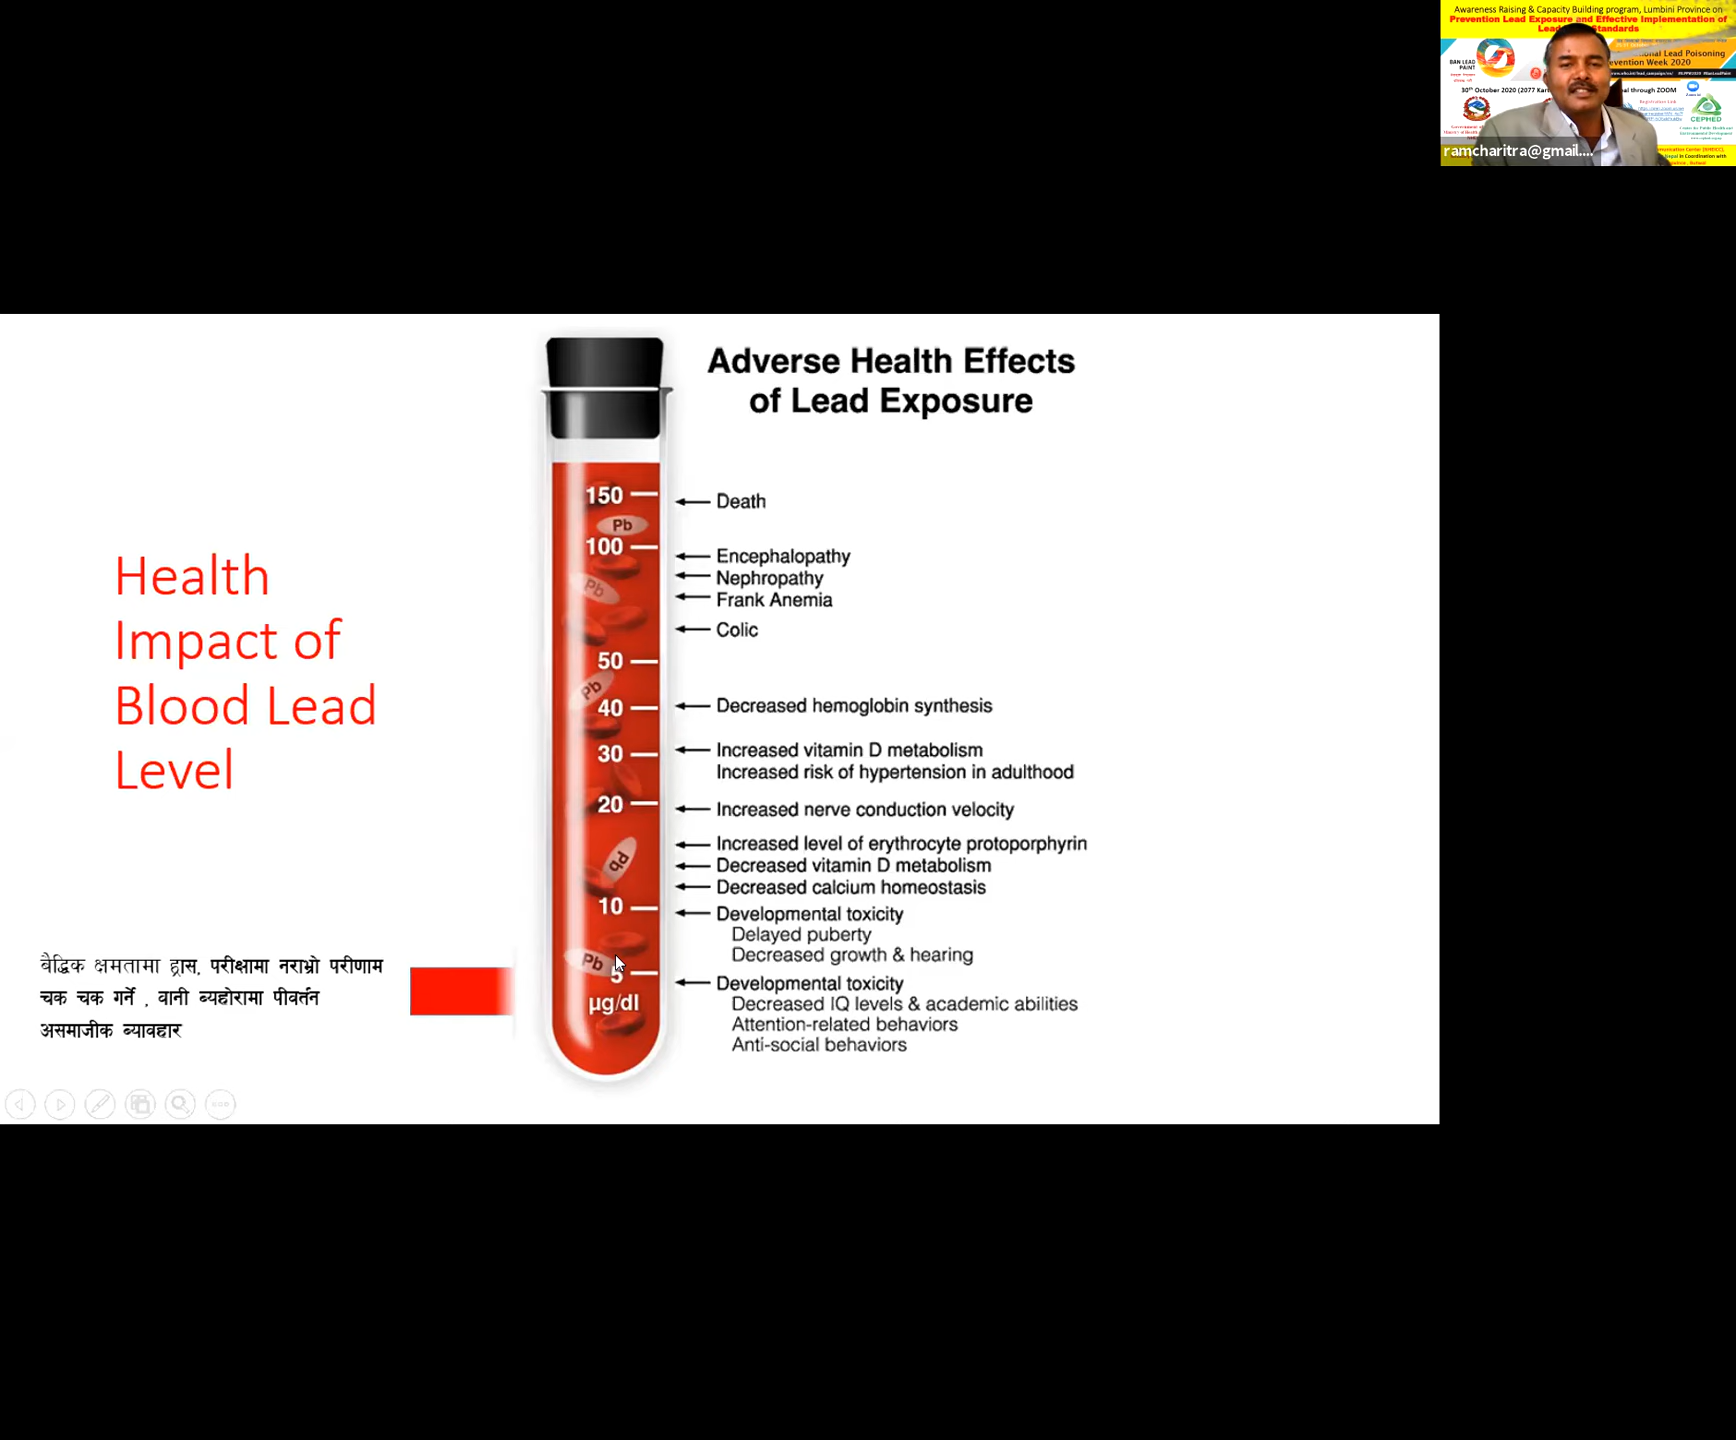 Awareness Raising & Capacity Building program, Lumbini Province on
Prevention Lead Exposure and Effective Implementation of
Lead Standards
Lead Poisoning
Week 2020
BAN LEAD
PAINT
30th October 2020 (2077
through ZOOM
CEPHED
ramcharitra@gmail....
Adverse Health Effects
of Lead Exposure
150
Death
Pb
100
Encephalopathy
Nephropathy
Pb
Frank Anemia
Colic
50
Pb
40
Decreased hemoglobin synthesis
30
Increased vitamin D metabolism
Increased risk of hypertension in adulthood
20
Increased nerve conduction velocity
Increased level of erythrocyte protoporphyrin
Pb
Decreased vitamin D metabolism
Decreased calcium homeostasis
10
Developmental toxicity
Delayed puberty
Decreased growth & hearing
Pb
5
µg/dl
Developmental toxicity
Decreased IQ levels & academic abilities
Attention-related behaviors
Anti-social behaviors
Health
Impact of
Blood Lead
Level
बैद्धिक क्षमतामा ह्रास, परीक्षामा नराम्रो परीणाम
चक चक गर्ने , वानी ब्यहोरामा पीवर्तन
असमाजीक ब्यावहार